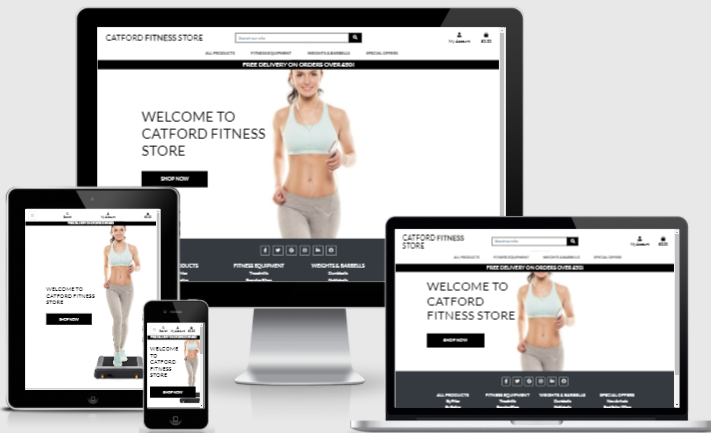 CATFORD FITNESS STORE
Search our site
My Account
£0.00
ALL PRODUCTS FITNESS EQUIPMENT WEIGHTS & BARBELLS SPECIAL OFFERS
FREE DELIVERY ON ORDERS OVER £50!
WELCOME TO
CATFORD FITNESS
STORE
SHOP NOW
PRODUCTS FITNESS EQUIPMENT WEIGHTS & BARBELLS
Treadmills Dumbbells
Search My Account £0.00
WELCOME TO
CATFORD FITNESS
STORE
SHOP NOW
WELCOME
TO
CATFORD
FITNESS
STORE
SHOP NOW
CATFORD FITNESS
STORE
Search our site
My Account £0.00
ALL PRODUCTS FITNESS EQUIPMENT WEIGHTS & BARBELLS SPECIAL OFFERS
FREE DELIVERY ON ORDERS OVER £50!
WELCOME TO
CATFORD
FITNESS STORE
SHOP NOW
ALL PRODUCTS FITNESS EQUIPMENT WEIGHTS & BARBELLS SPECIAL OFFERS
By Price Treadmills Dumbbells New Arrivals